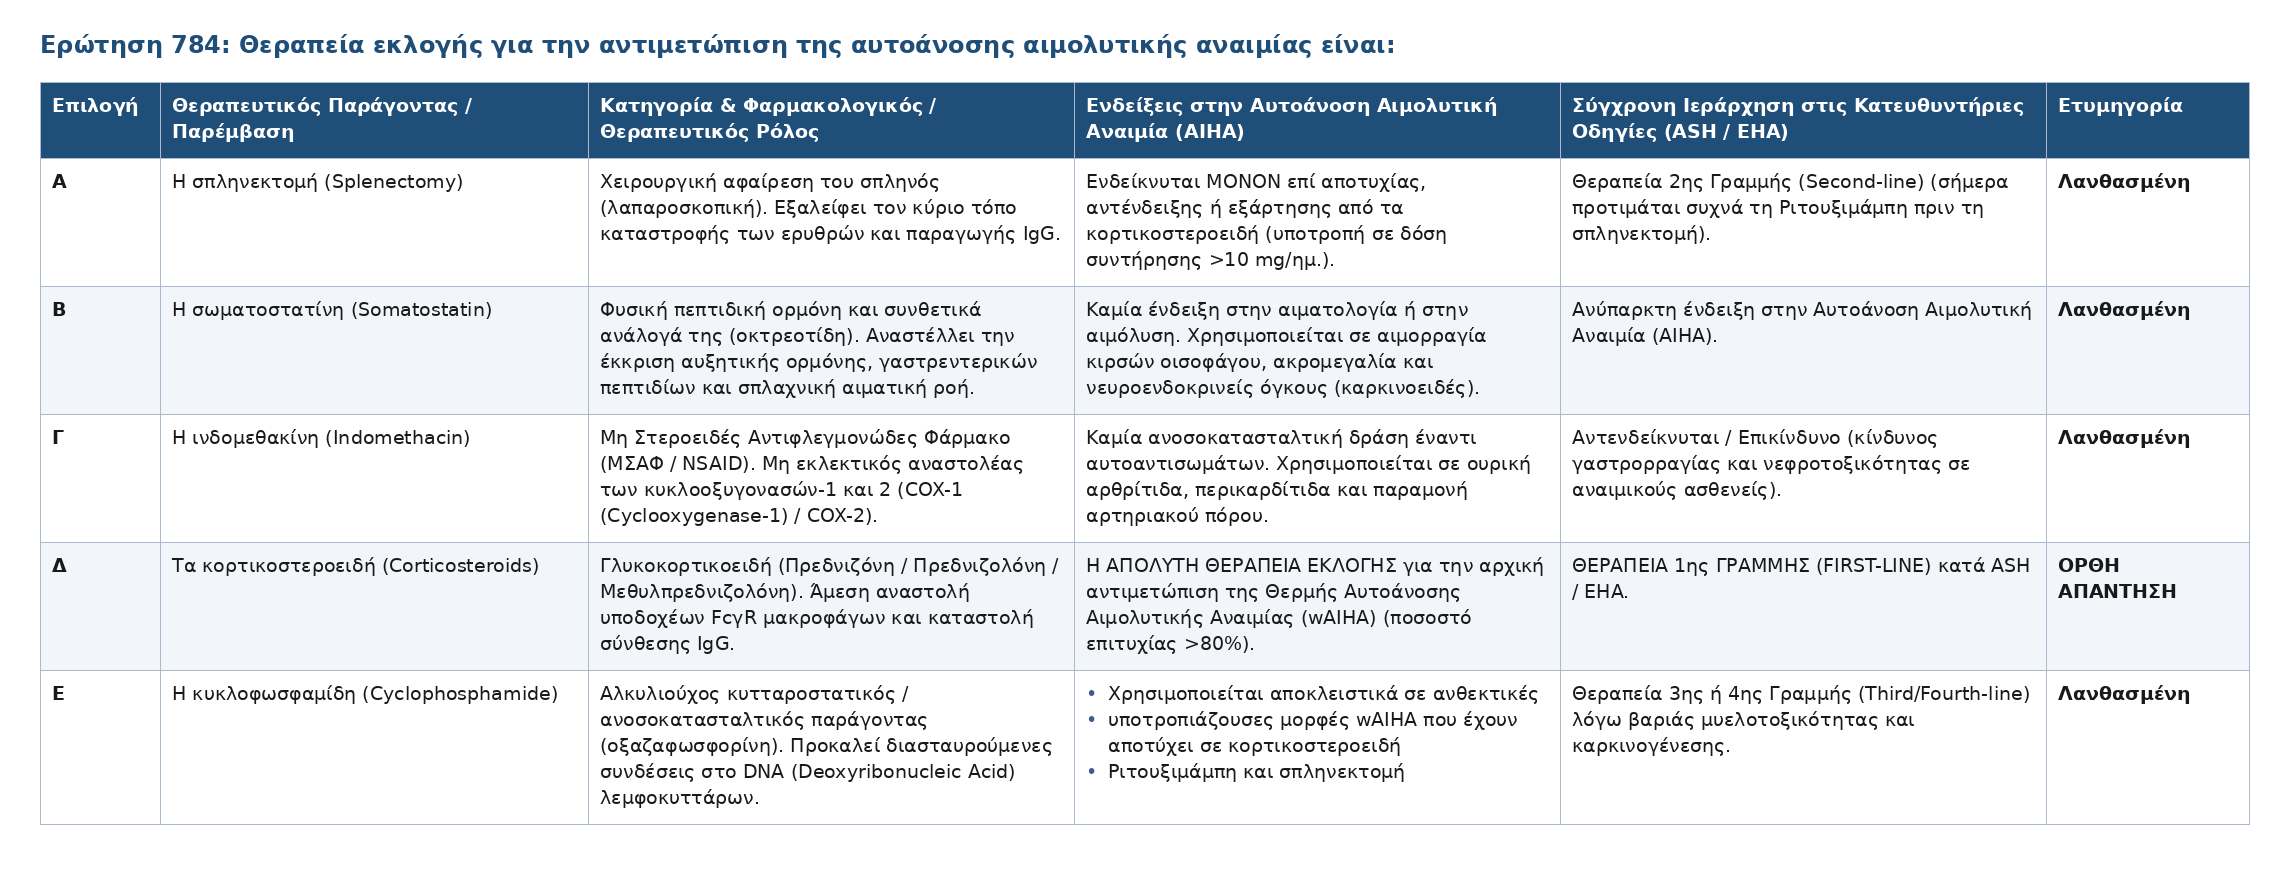 Ερώτηση 784: Θεραπεία εκλογής για την αντιμετώπιση της αυτοάνοσης αιμολυτικής αναιμίας είναι:
Επιλογή
Θεραπευτικός Παράγοντας /
Παρέμβαση
Κατηγορία & Φαρμακολογικός /
Θεραπευτικός Ρόλος
Ενδείξεις στην Αυτοάνοση Αιμολυτική
Αναιμία (AIHA)
Σύγχρονη Ιεράρχηση στις Κατευθυντήριες
Οδηγίες (ASH / EHA)
Ετυμηγορία
Α
Η σπληνεκτομή (Splenectomy)
Χειρουργική αφαίρεση του σπληνός
(λαπαροσκοπική). Εξαλείφει τον κύριο τόπο
καταστροφής των ερυθρών και παραγωγής IgG.
Ενδείκνυται ΜΟΝΟΝ επί αποτυχίας,
αντένδειξης ή εξάρτησης από τα
κορτικοστεροειδή (υποτροπή σε δόση
συντήρησης >10 mg/ημ.).
Θεραπεία 2ης Γραμμής (Second-line) (σήμερα
προτιμάται συχνά τη Ριτουξιμάμπη πριν τη
σπληνεκτομή).
Λανθασμένη
Β
Η σωματοστατίνη (Somatostatin)
Φυσική πεπτιδική ορμόνη και συνθετικά
ανάλογά της (οκτρεοτίδη). Αναστέλλει την
έκκριση αυξητικής ορμόνης, γαστρεντερικών
πεπτιδίων και σπλαχνική αιματική ροή.
Καμία ένδειξη στην αιματολογία ή στην
αιμόλυση. Χρησιμοποιείται σε αιμορραγία
κιρσών οισοφάγου, ακρομεγαλία και
νευροενδοκρινείς όγκους (καρκινοειδές).
Ανύπαρκτη ένδειξη στην Αυτοάνοση Αιμολυτική
Αναιμία (AIHA).
Λανθασμένη
Γ
Η ινδομεθακίνη (Indomethacin)
Μη Στεροειδές Αντιφλεγμονώδες Φάρμακο
(ΜΣΑΦ / NSAID). Μη εκλεκτικός αναστολέας
των κυκλοοξυγονασών-1 και 2 (COX-1
(Cyclooxygenase-1) / COX-2).
Καμία ανοσοκατασταλτική δράση έναντι
αυτοαντισωμάτων. Χρησιμοποιείται σε ουρική
αρθρίτιδα, περικαρδίτιδα και παραμονή
αρτηριακού πόρου.
Αντενδείκνυται / Επικίνδυνο (κίνδυνος
γαστρορραγίας και νεφροτοξικότητας σε
αναιμικούς ασθενείς).
Λανθασμένη
Δ
Τα κορτικοστεροειδή (Corticosteroids)
Γλυκοκορτικοειδή (Πρεδνιζόνη / Πρεδνιζολόνη /
Μεθυλπρεδνιζολόνη). Άμεση αναστολή
υποδοχέων FcγR μακροφάγων και καταστολή
σύνθεσης IgG.
Η ΑΠΟΛΥΤΗ ΘΕΡΑΠΕΙΑ ΕΚΛΟΓΗΣ για την αρχική
αντιμετώπιση της Θερμής Αυτοάνοσης
Αιμολυτικής Αναιμίας (wAIHA) (ποσοστό
επιτυχίας >80%).
ΘΕΡΑΠΕΙΑ 1ης ΓΡΑΜΜΗΣ (FIRST-LINE) κατά ASH
/ EHA.
ΟΡΘΗ
ΑΠΑΝΤΗΣΗ
Ε
Η κυκλοφωσφαμίδη (Cyclophosphamide)
Αλκυλιούχος κυτταροστατικός /
ανοσοκατασταλτικός παράγοντας
(οξαζαφωσφορίνη). Προκαλεί διασταυρούμενες
συνδέσεις στο DNA (Deoxyribonucleic Acid)
λεμφοκυττάρων.
• Χρησιμοποιείται αποκλειστικά σε ανθεκτικές
• υποτροπιάζουσες μορφές wAIHA που έχουν
αποτύχει σε κορτικοστεροειδή
• Ριτουξιμάμπη και σπληνεκτομή
Θεραπεία 3ης ή 4ης Γραμμής (Third/Fourth-line)
λόγω βαριάς μυελοτοξικότητας και
καρκινογένεσης.
Λανθασμένη